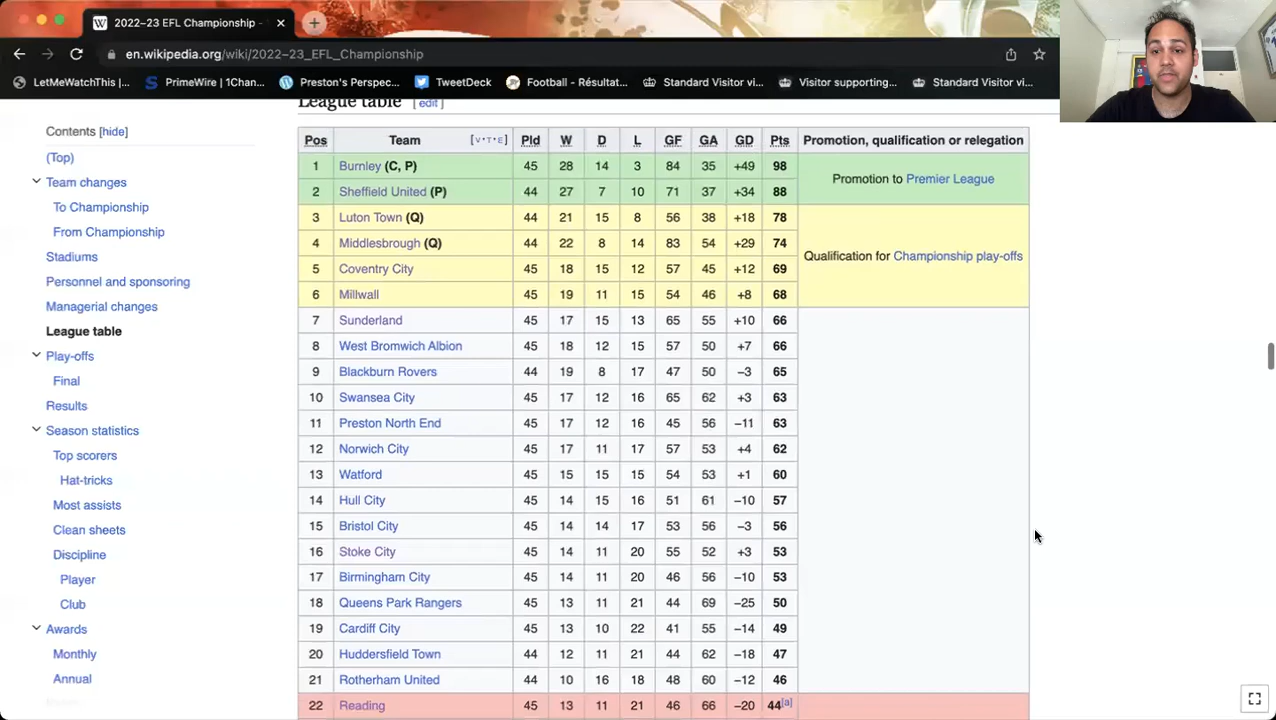 2022–23 EFL Championship -
en.wikipedia.org/wiki/2022–23_EFL_Championship
LetMeWatchThis |... PrimeWire | 1Chan... Preston's Perspec... TweetDeck Football - Résultat... Standard Visitor v... Visitor supporting... Standard Visitor vi...
League table [ edit ]
Contents [hide]
(Top)
Team changes
To Championship
From Championship
Stadiums
Personnel and sponsoring
Managerial changes
League table
Play-offs
Final
Results
Season statistics
Top scorers
Hat-tricks
Most assists
Clean sheets
Discipline
Player
Club
Awards
Monthly
Annual
Pos Team [V·T·E] Pld W D L GF GA GD Pts Promotion, qualification or relegation
1 Burnley (C, P) 45 28 14 3 84 35 +49 98
Promotion to Premier League
2 Sheffield United (P) 44 27 7 10 71 37 +34 88
3 Luton Town (Q) 44 21 15 8 56 38 +18 78
4 Middlesbrough (Q) 44 22 8 14 83 54 +29 74
Qualification for Championship play-offs
5 Coventry City 45 18 15 12 57 45 +12 69
6 Millwall 45 19 11 15 54 46 +8 68
7 Sunderland 45 17 15 13 65 55 +10 66
8 West Bromwich Albion 45 18 12 15 57 50 +7 66
9 Blackburn Rovers 44 19 8 17 47 50 −3 65
10 Swansea City 45 17 12 16 65 62 +3 63
11 Preston North End 45 17 12 16 45 56 −11 63
12 Norwich City 45 17 11 17 57 53 +4 62
13 Watford 45 15 15 15 54 53 +1 60
14 Hull City 45 14 15 16 51 61 −10 57
15 Bristol City 45 14 14 17 53 56 −3 56
16 Stoke City 45 14 11 20 55 52 +3 53
17 Birmingham City 45 14 11 20 46 56 −10 53
18 Queens Park Rangers 45 13 11 21 44 69 −25 50
19 Cardiff City 45 13 10 22 41 55 −14 49
20 Huddersfield Town 44 12 11 21 44 62 −18 47
21 Rotherham United 44 10 16 18 48 60 −12 46
22 Reading 45 13 11 21 46 66 −20 44[a]